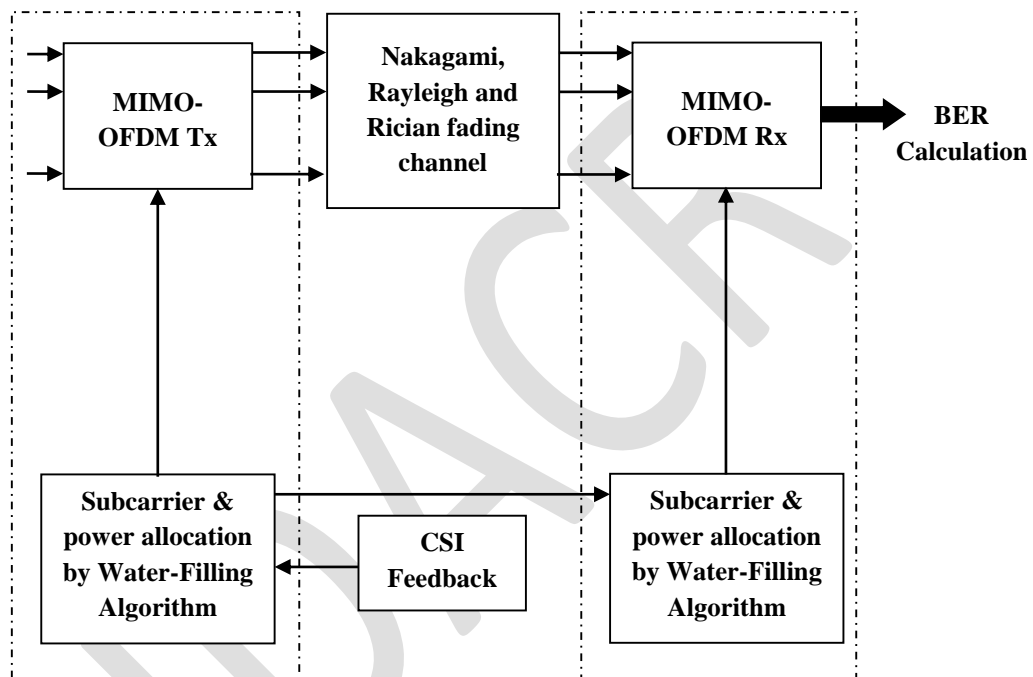 MIMO-
OFDM Tx
Nakagami,
Rayleigh and
Rician fading
channel
MIMO-
OFDM Rx
BER
Calculation
Subcarrier &
power allocation
by Water-Filling
Algorithm
CSI
Feedback
Subcarrier &
power allocation
by Water-Filling
Algorithm